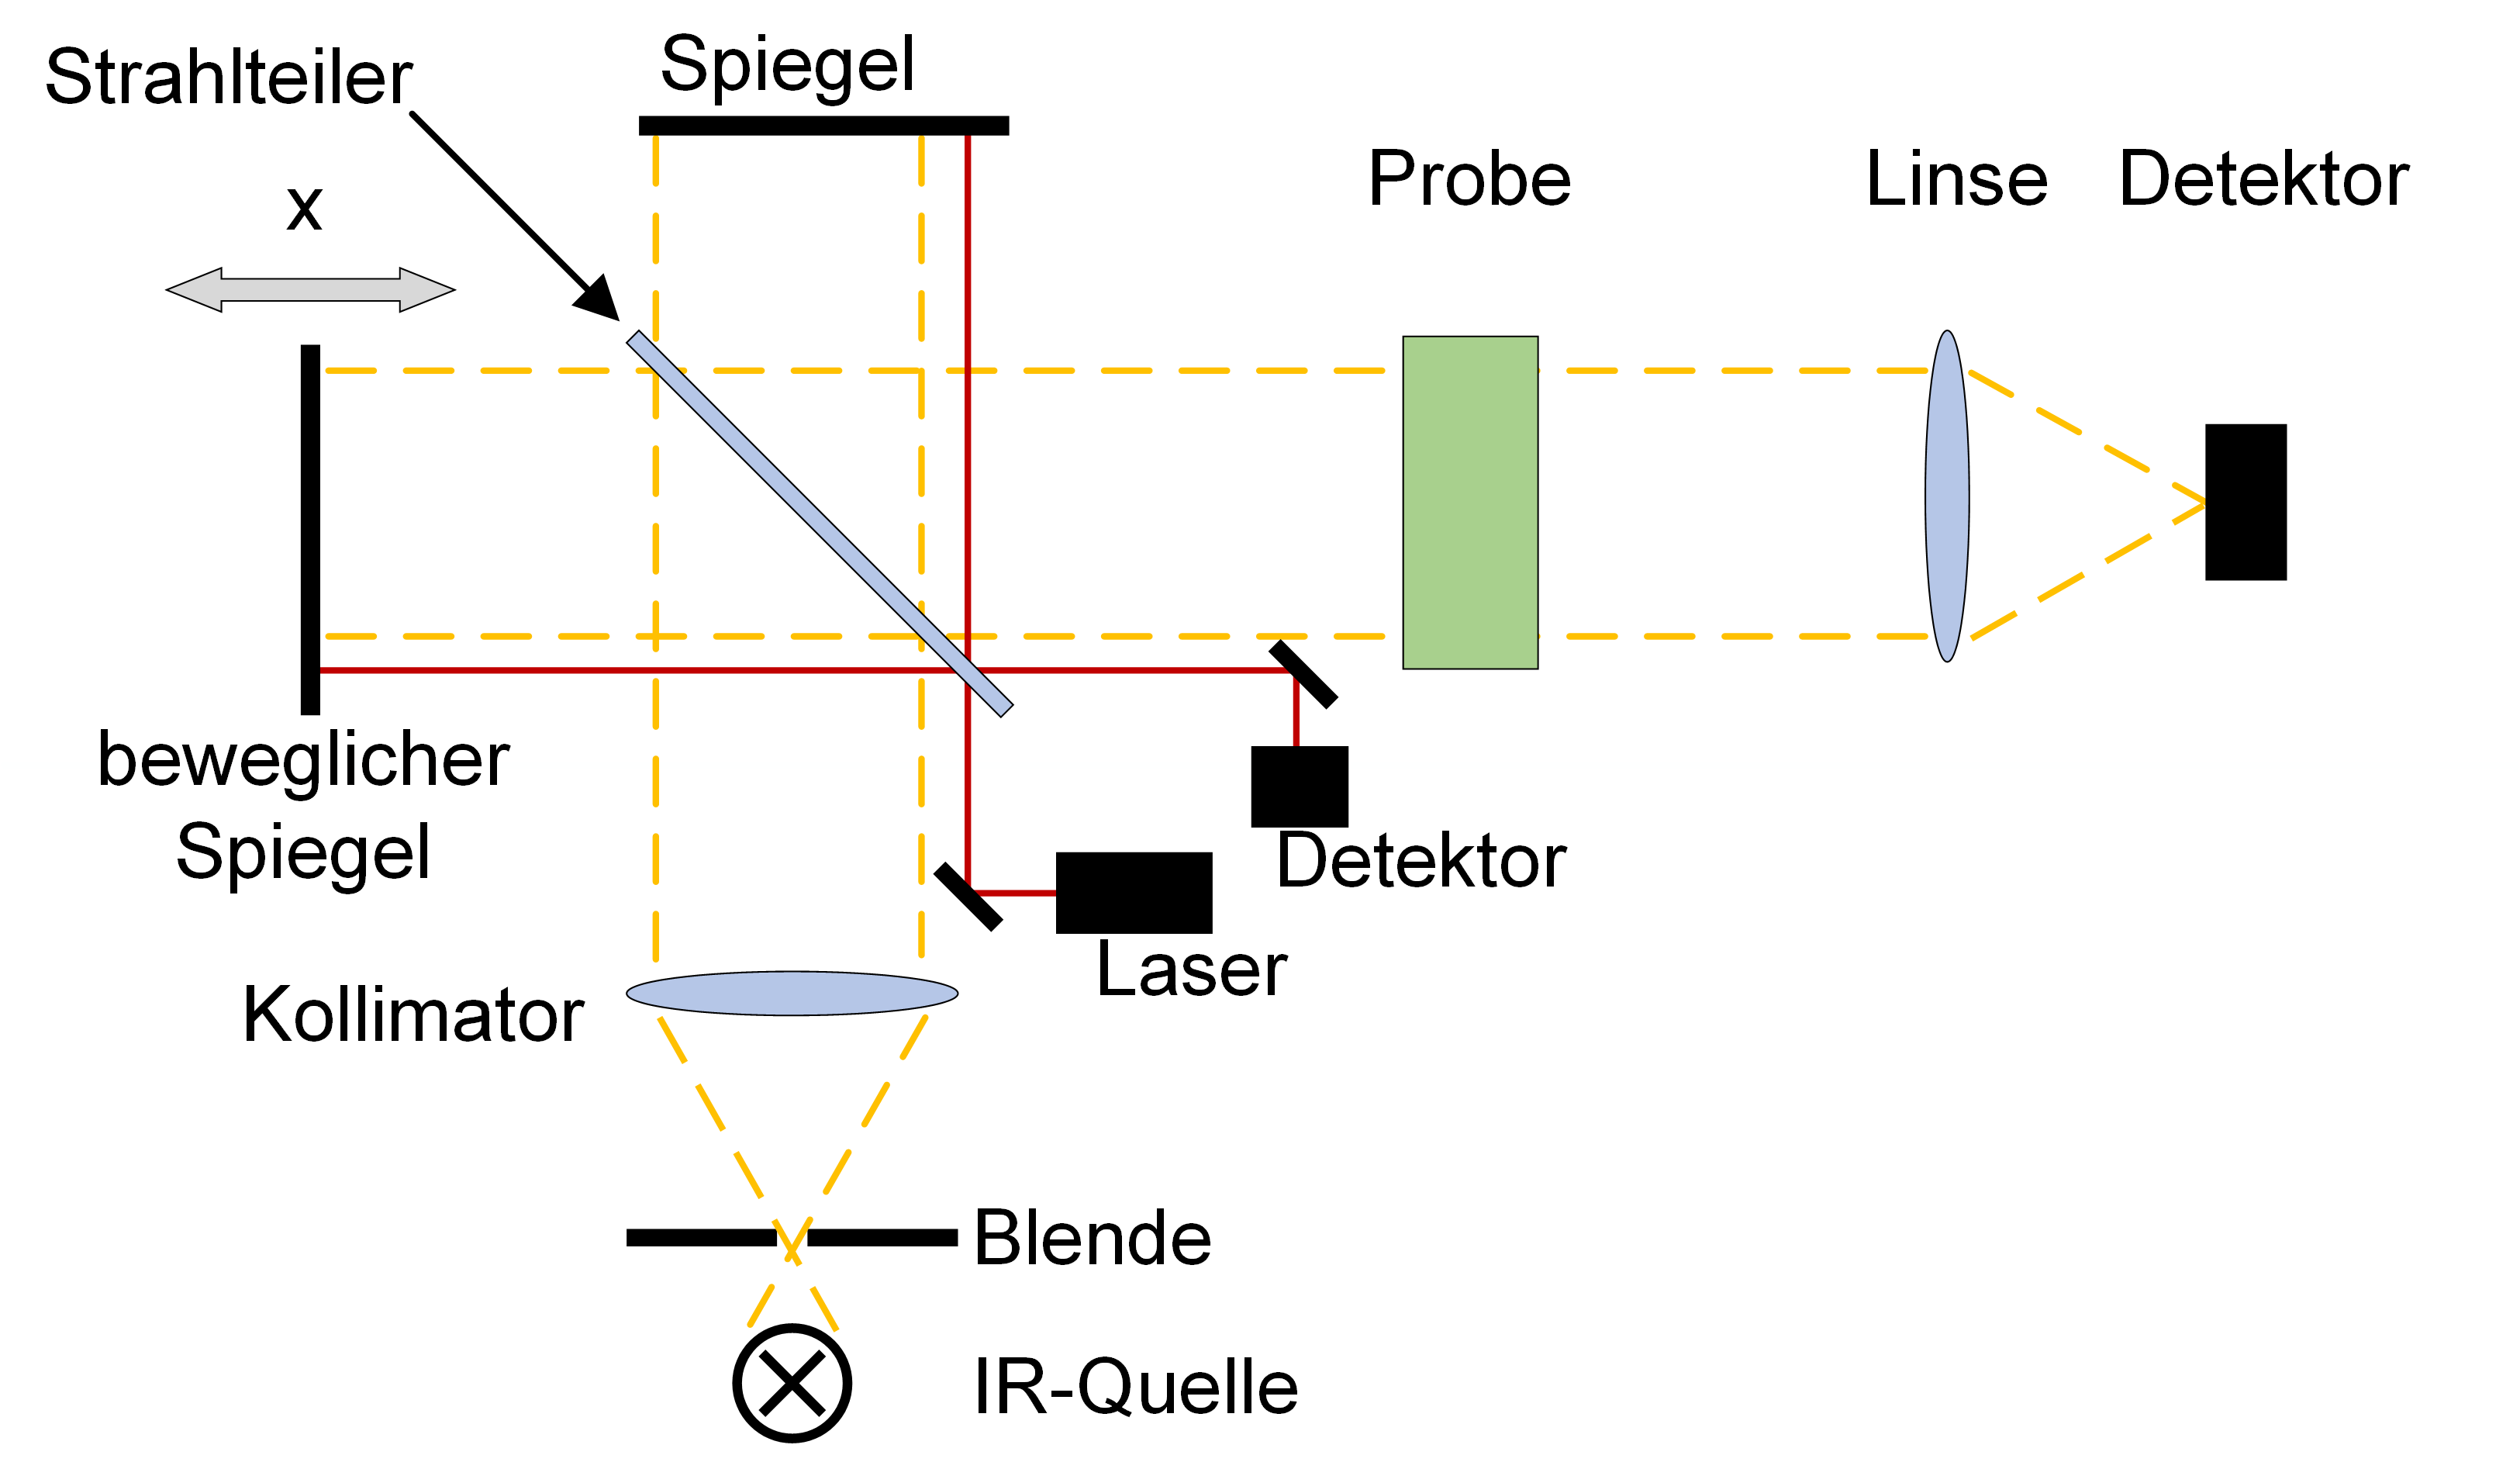 Strahlteiler
Spiegel
x
Probe
Linse
Detektor
beweglicher
Spiegel
Detektor
Laser
Kollimator
Blende
IR-Quelle